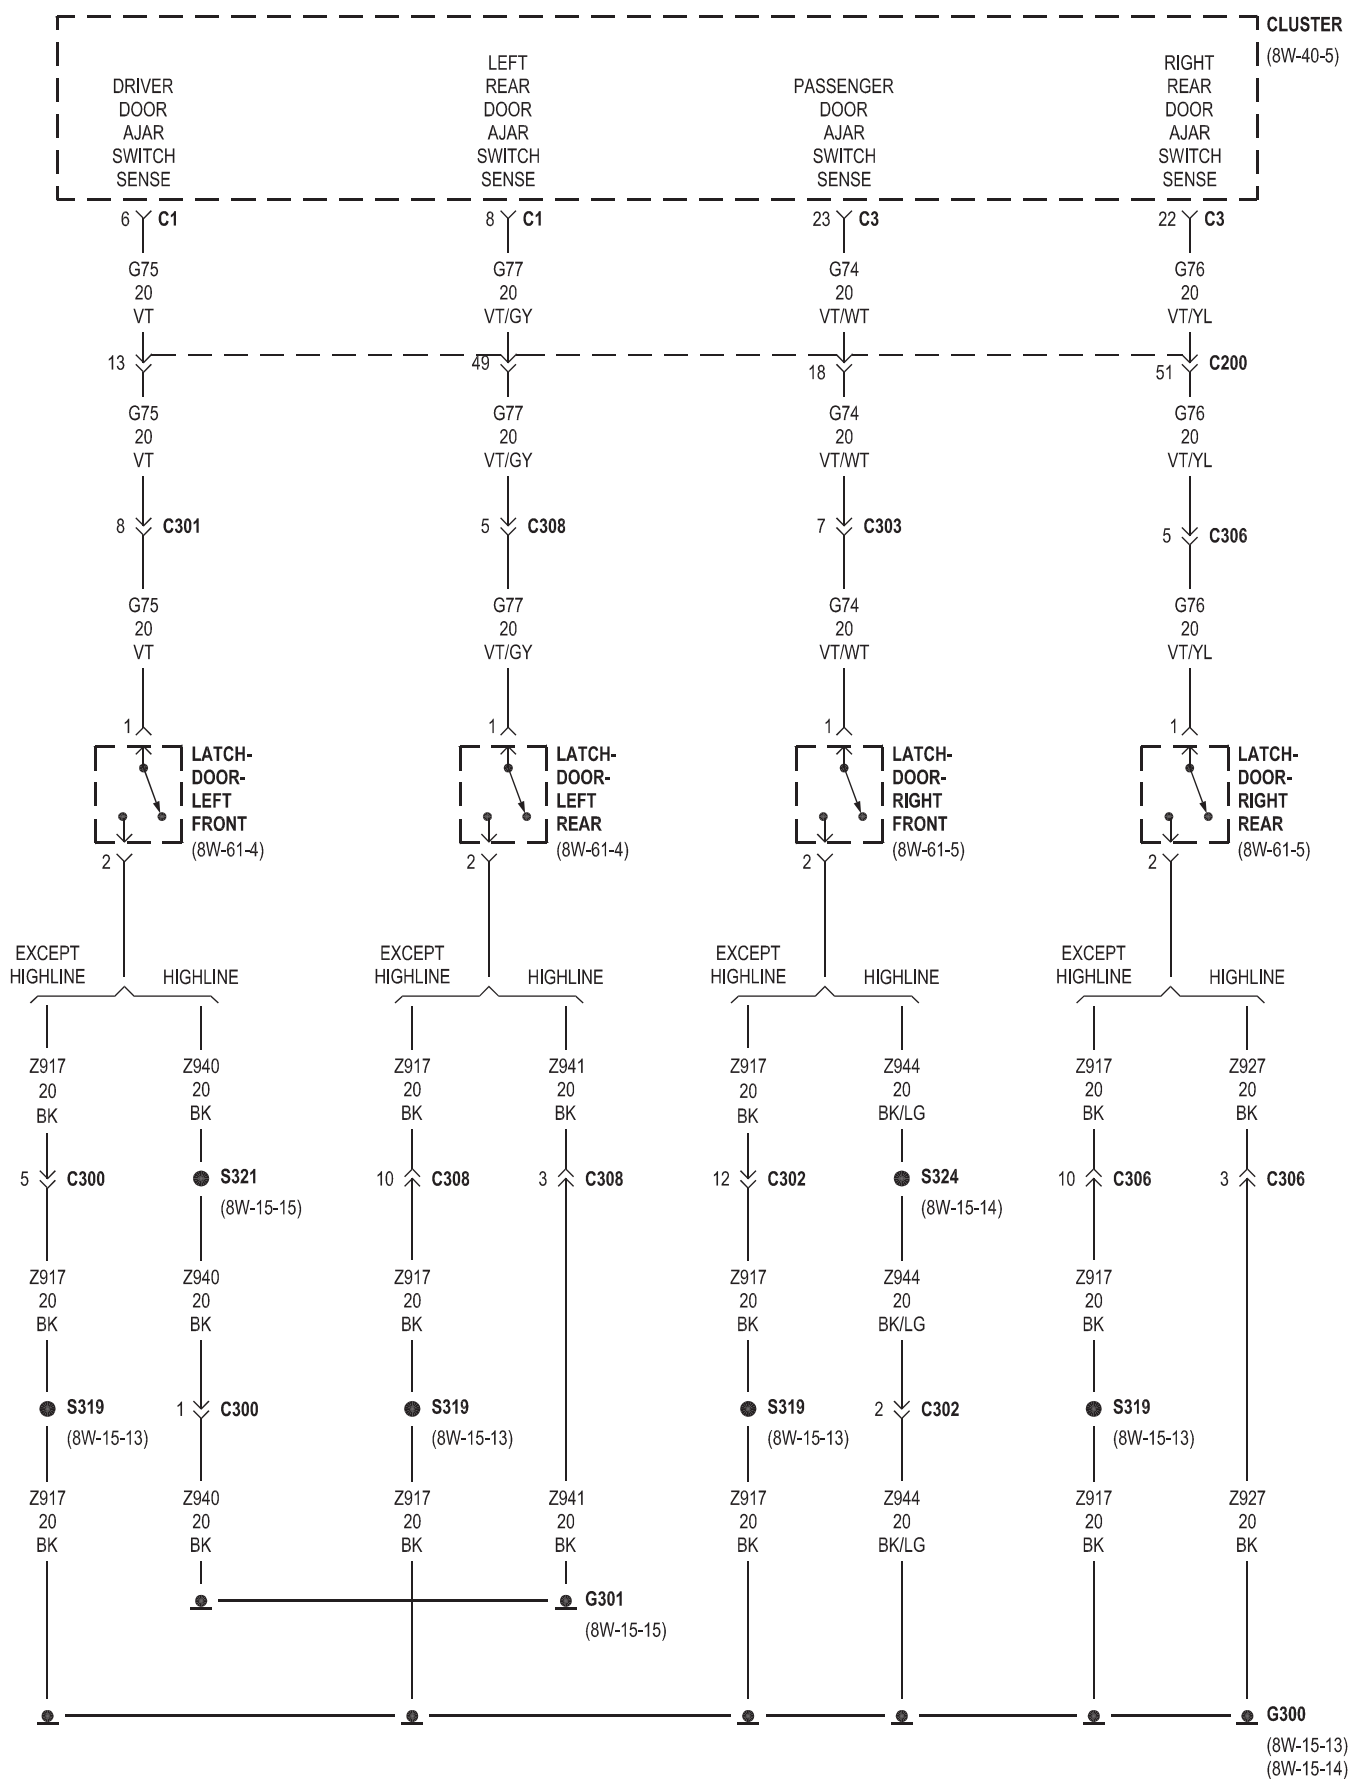 CLUSTER
(8W-40-5)
DRIVER
DOOR
AJAR
SWITCH
SENSE
LEFT
REAR
DOOR
AJAR
SWITCH
SENSE
PASSENGER
DOOR
AJAR
SWITCH
SENSE
RIGHT
REAR
DOOR
AJAR
SWITCH
SENSE
6 C1
8 C1
23 C3
22 C3
G75
20
VT
G77
20
VT/GY
G74
20
VT/WT
G76
20
VT/YL
13
49
18
51
C200
G75
20
VT
G77
20
VT/GY
G74
20
VT/WT
G76
20
VT/YL
8 C301
5 C308
7 C303
5 C306
G75
20
VT
G77
20
VT/GY
G74
20
VT/WT
G76
20
VT/YL
1
LATCH-
DOOR-
LEFT
FRONT
(8W-61-4)
2
1
LATCH-
DOOR-
LEFT
REAR
(8W-61-4)
2
1
LATCH-
DOOR-
RIGHT
FRONT
(8W-61-5)
2
1
LATCH-
DOOR-
RIGHT
REAR
(8W-61-5)
2
EXCEPT
HIGHLINE
HIGHLINE
EXCEPT
HIGHLINE
HIGHLINE
EXCEPT
HIGHLINE
HIGHLINE
EXCEPT
HIGHLINE
HIGHLINE
Z917
20
BK
Z940
20
BK
Z917
20
BK
Z941
20
BK
Z917
20
BK
Z944
20
BK/LG
Z917
20
BK
Z927
20
BK
5 C300
S321
(8W-15-15)
10 C308
3 C308
12 C302
S324
(8W-15-14)
10 C306
3 C306
Z917
20
BK
Z940
20
BK
Z917
20
BK
Z917
20
BK
Z944
20
BK/LG
Z917
20
BK
S319
(8W-15-13)
1 C300
S319
(8W-15-13)
S319
(8W-15-13)
2 C302
S319
(8W-15-13)
Z917
20
BK
Z940
20
BK
Z917
20
BK
Z941
20
BK
Z917
20
BK
Z944
20
BK/LG
Z917
20
BK
Z927
20
BK
G301
(8W-15-15)
G300
(8W-15-13)
(8W-15-14)